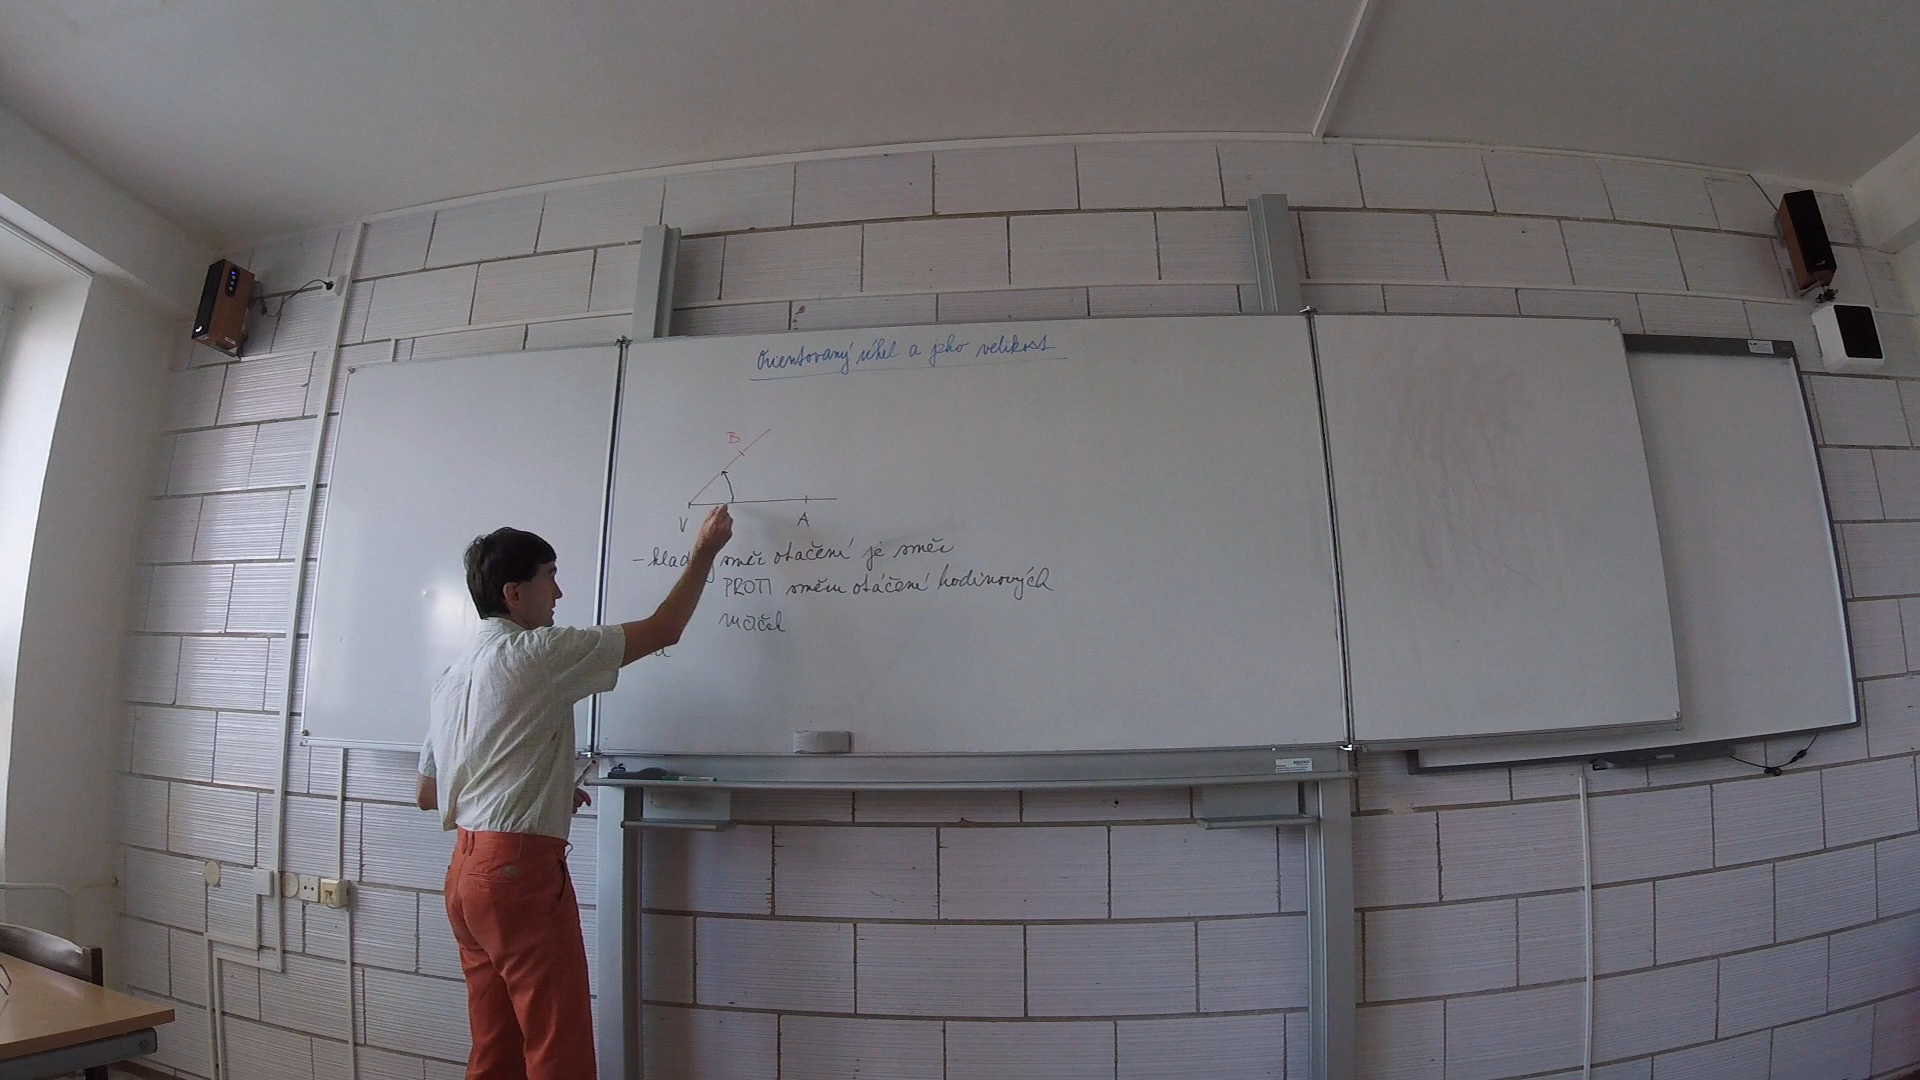 Orientovaný úhel a jeho velikost
B
V A
- kladný směr otáčení je směr
PROTI směru otáčení hodinových
ručiček